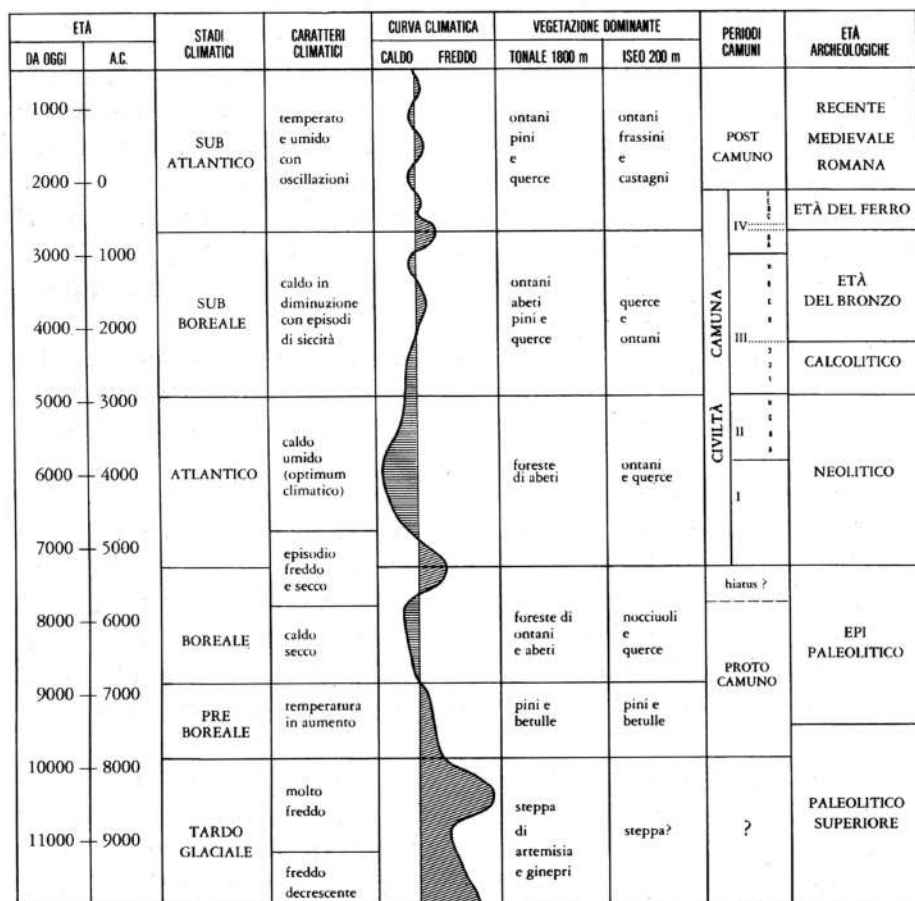 ETÀ
STADI CLIMATICI
CARATTERI CLIMATICI
CURVA CLIMATICA
VEGETAZIONE DOMINANTE
PERIODI CAMUNI
ETÀ ARCHEOLOGICHE
DA OGGI
A.C.
CALDO
FREDDO
TONALE 1800 m
ISEO 200 m
1000
2000
0
3000
1000
4000
2000
5000
3000
6000
4000
7000
5000
8000
6000
9000
7000
10000
8000
11000
9000
SUB
ATLANTICO
SUB
BOREALE
ATLANTICO
BOREALE
PRE
BOREALE
TARDO
GLACIALE
temperato
e umido
con
oscillazioni
caldo in
diminuzione
con episodi
di siccità
caldo
umido
(optimum
climatico)
episodio
freddo
e secco
caldo
secco
temperatura
in aumento
molto
freddo
freddo
decrescente
ontani
pini
e
querce
ontani
abeti
pini e
querce
foreste
di abeti
foreste di
ontani
e abeti
pini e
betulle
steppa
di
artemisia
e ginepri
ontani
frassini
e
castagni
querce
e
ontani
ontani
e querce
nocciuoli
e
querce
pini e
betulle
steppa?
POST
CAMUNO
CIVILTÀ CAMUNA
IV
III
II
I
hiatus ?
PROTO
CAMUNO
?
RECENTE
MEDIEVALE
ROMANA
ETÀ DEL FERRO
ETÀ
DEL BRONZO
CALCOLITICO
NEOLITICO
EPI
PALEOLITICO
PALEOLITICO
SUPERIORE